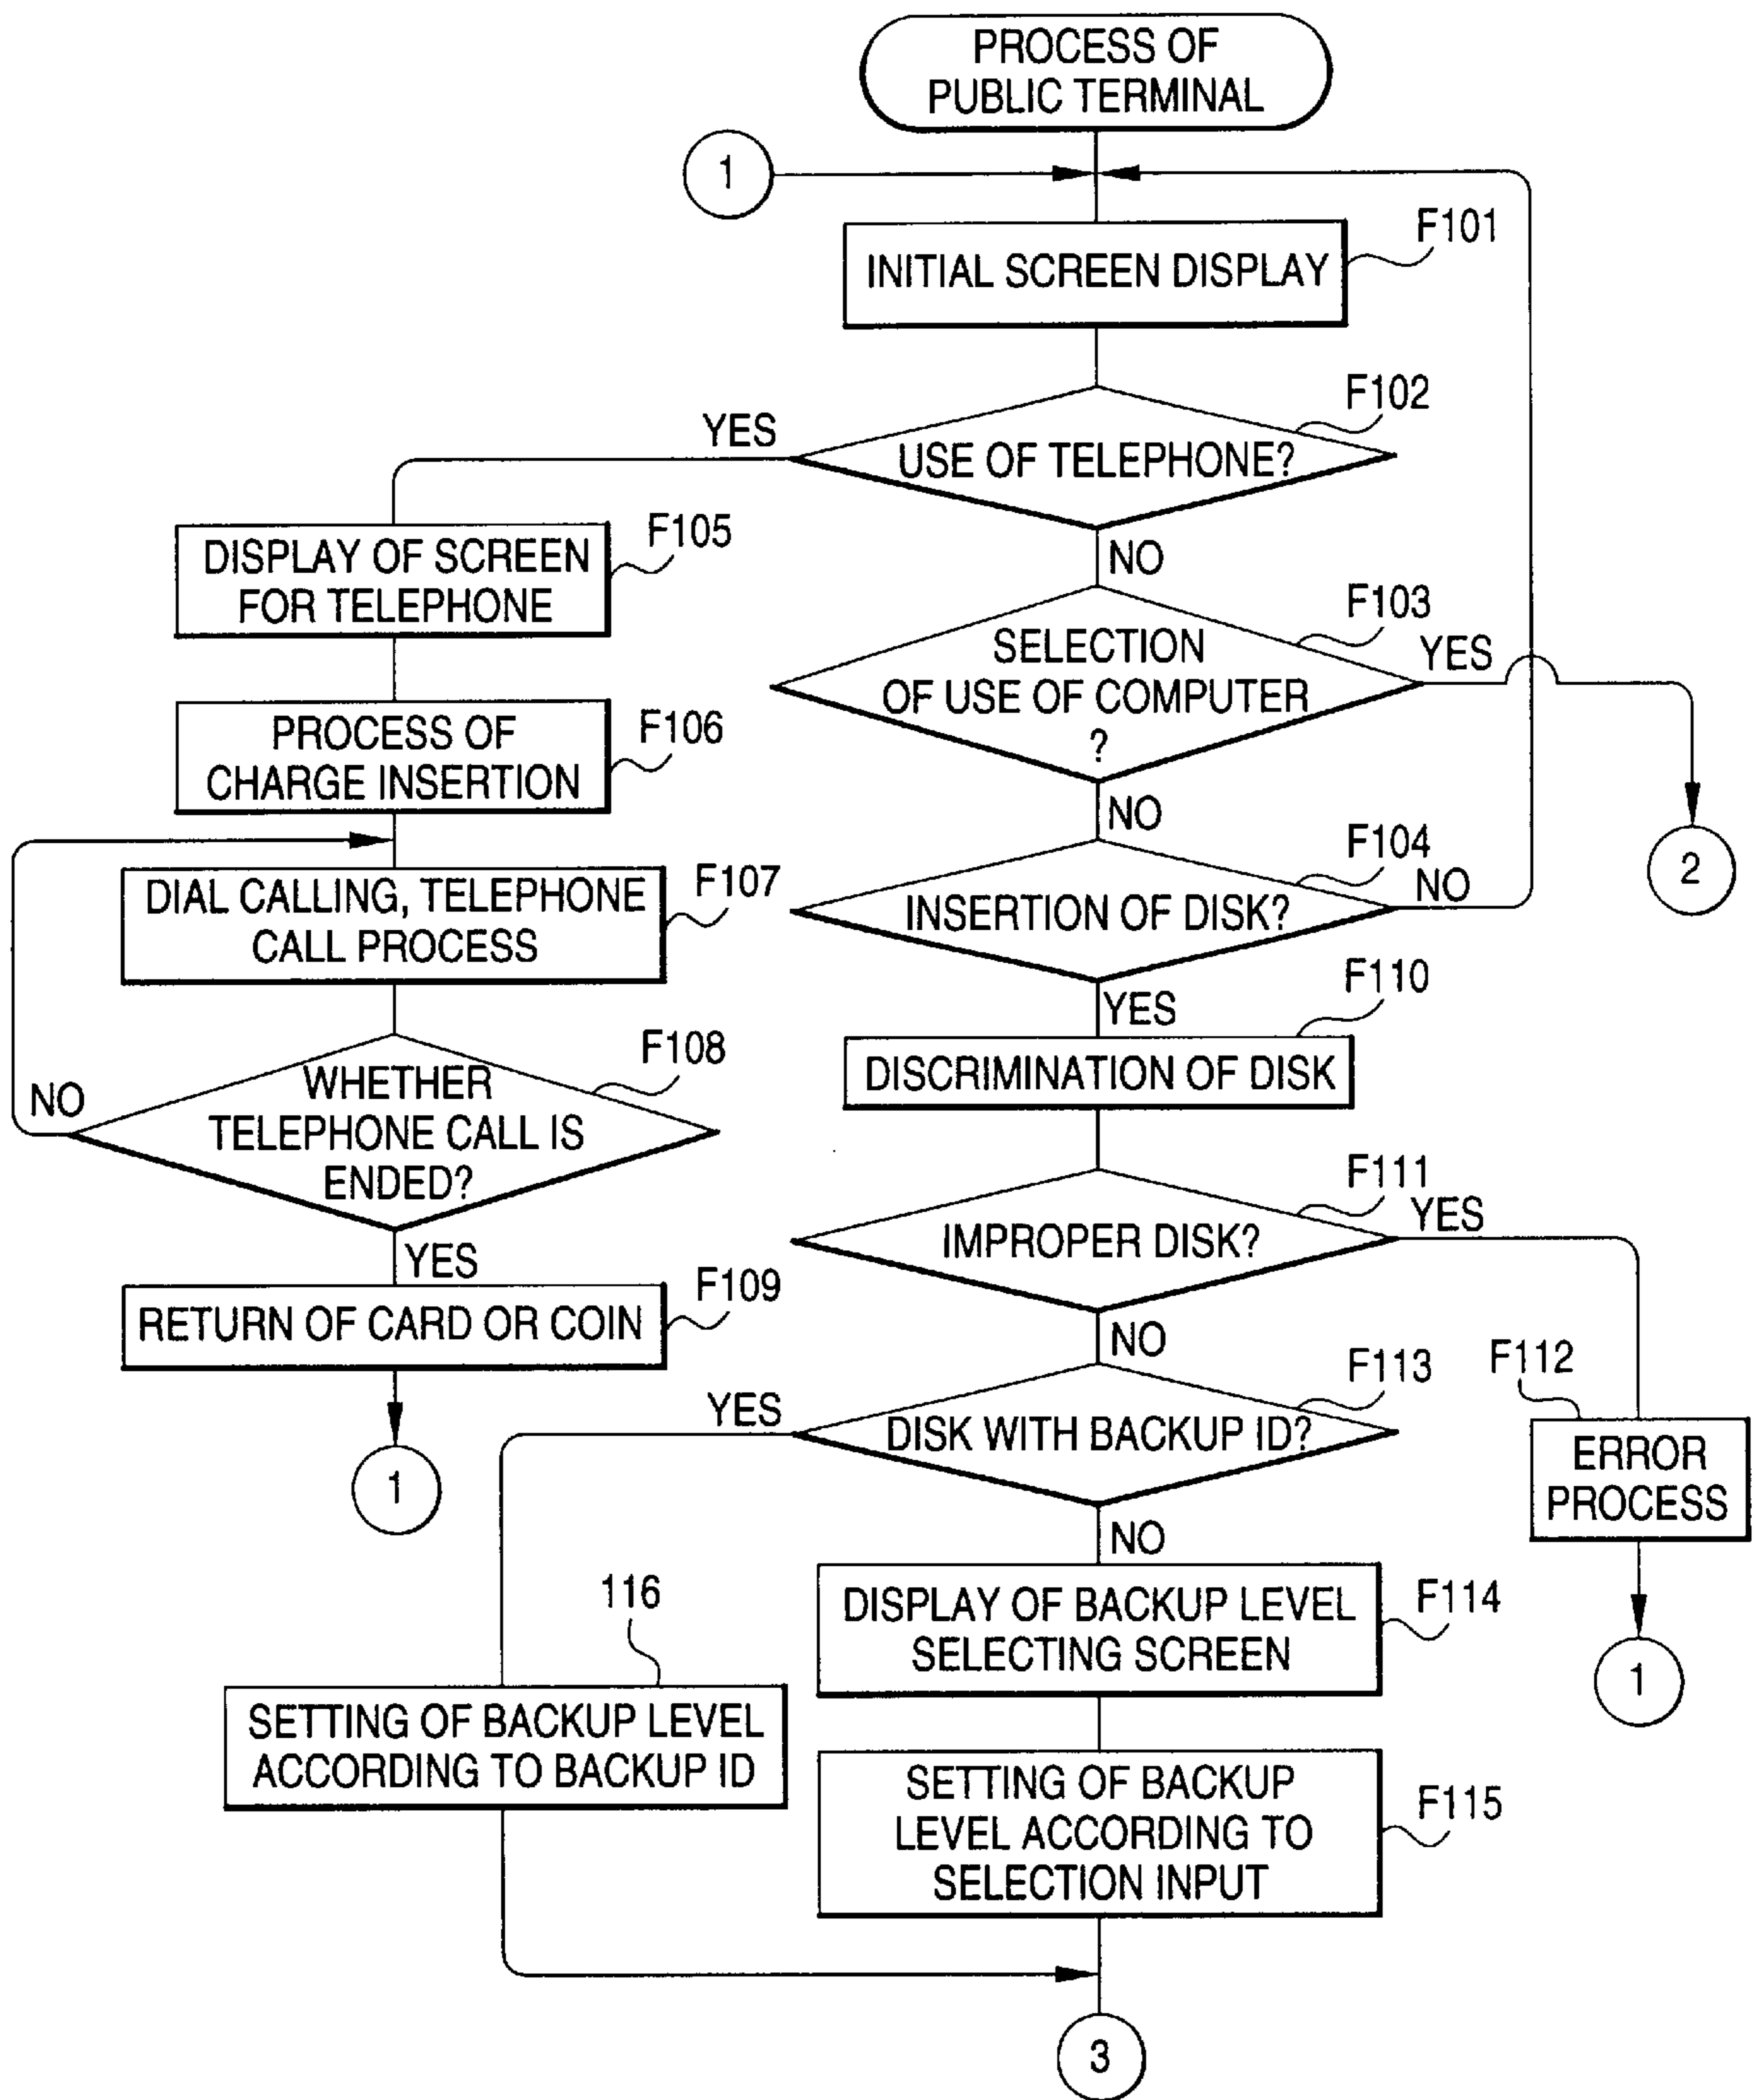 PROCESS OF
PUBLIC TERMINAL
1
F101
INITIAL SCREEN DISPLAY
F102
YES
USE OF TELEPHONE?
NO
F105
DISPLAY OF SCREEN
FOR TELEPHONE
F103
SELECTION
OF USE OF COMPUTER
?
YES
NO
2
F106
PROCESS OF
CHARGE INSERTION
F104
INSERTION OF DISK?
NO
YES
F107
DIAL CALLING, TELEPHONE
CALL PROCESS
F110
DISCRIMINATION OF DISK
F108
WHETHER
TELEPHONE CALL IS
ENDED?
NO
YES
F111
IMPROPER DISK?
YES
NO
F109
RETURN OF CARD OR COIN
1
F112
ERROR
PROCESS
1
F113
YES
DISK WITH BACKUP ID?
NO
F114
DISPLAY OF BACKUP LEVEL
SELECTING SCREEN
116
SETTING OF BACKUP LEVEL
ACCORDING TO BACKUP ID
F115
SETTING OF BACKUP
LEVEL ACCORDING TO
SELECTION INPUT
3